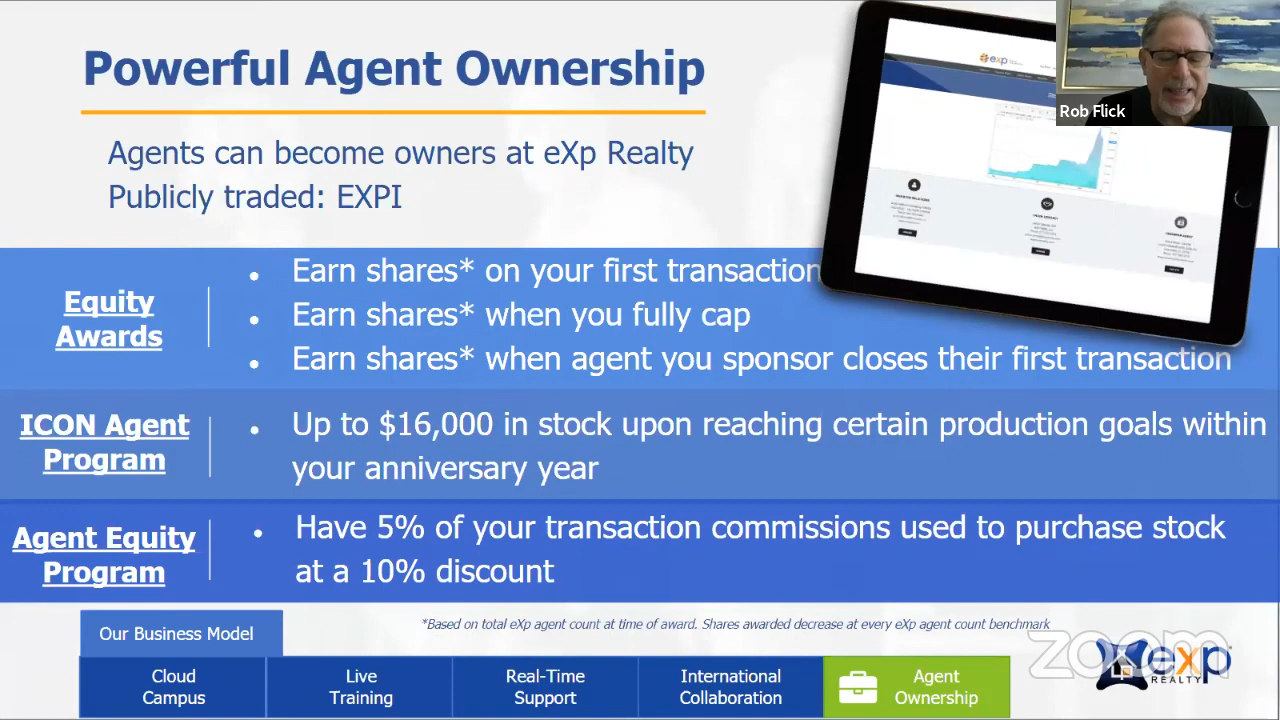 Powerful Agent Ownership
Agents can become owners at eXp Realty
Publicly traded: EXPI
exp
Rob Flick
Equity
Awards
• Earn shares* on your first transaction
• Earn shares* when you fully cap
• Earn shares* when agent you sponsor closes their first transaction
ICON Agent
Program
• Up to $16,000 in stock upon reaching certain production goals within
your anniversary year
Agent Equity
Program
• Have 5% of your transaction commissions used to purchase stock
at a 10% discount
*Based on total eXp agent count at time of award. Shares awarded decrease at every eXp agent count benchmark
Our Business Model
Cloud
Campus
Live
Training
Real-Time
Support
International
Collaboration
Agent
Ownership
zoom
exp
REALTY